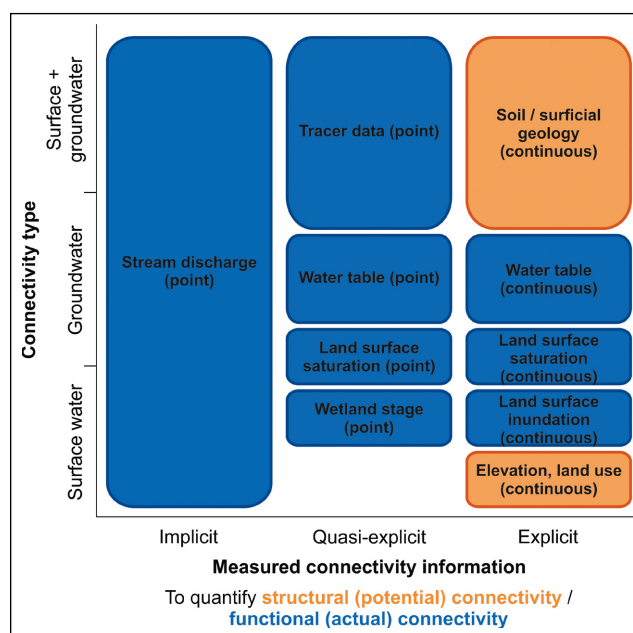 Connectivity type
Surface +
groundwater
Groundwater
Surface water
Stream discharge
(point)
Tracer data (point)
Water table (point)
Land surface
saturation (point)
Wetland stage
(point)
Soil / surficial
geology
(continuous)
Water table
(continuous)
Land surface
saturation
(continuous)
Land surface
inundation
(continuous)
Elevation, land use
(continuous)
Implicit
Quasi-explicit
Explicit
Measured connectivity information
To quantify structural (potential) connectivity /
functional (actual) connectivity